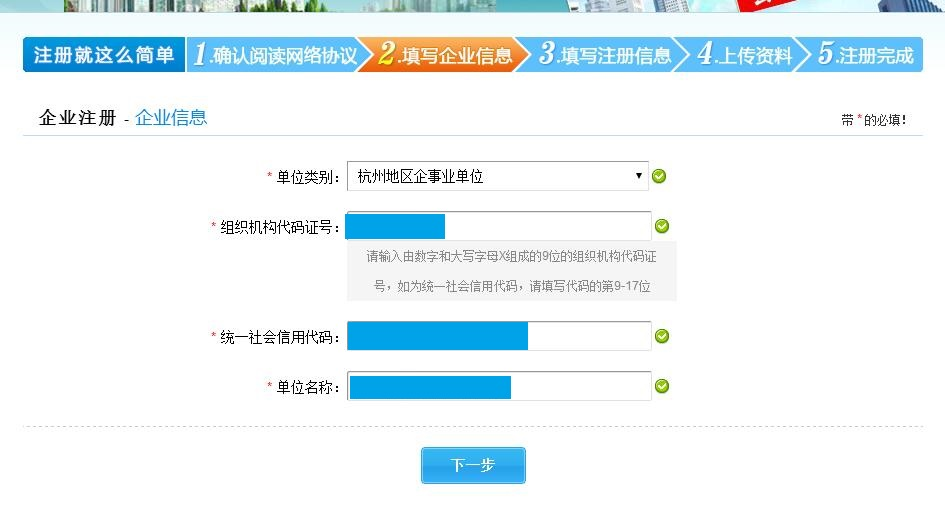 注册就这么简单 1.确认阅读网络协议 2.填写企业信息 3.填写注册信息 4.上传资料 5.注册完成
企业注册 - 企业信息 带 * 的必填!
* 单位类别: 杭州地区企事业单位
* 组织机构代码证号:
请输入由数字和大写字母X组成的9位的组织机构代码证
号，如为统一社会信用代码，请填写代码的第9-17位
* 统一社会信用代码:
* 单位名称:
下一步